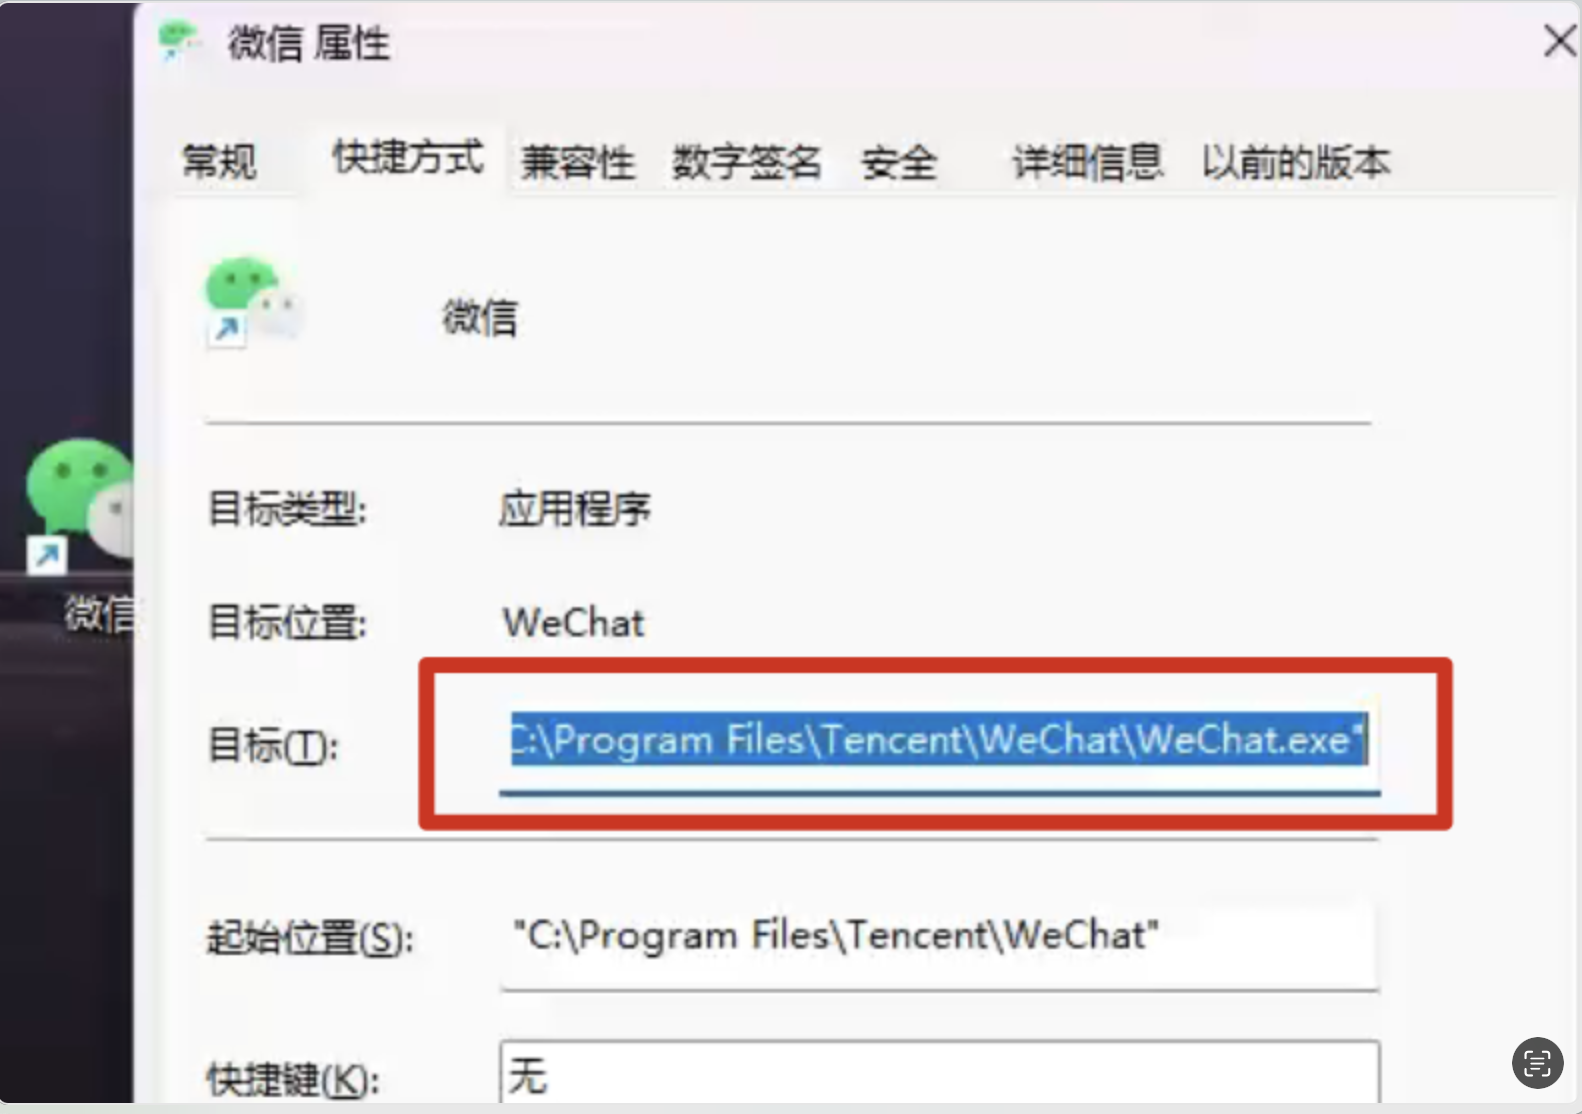 微信 属性
常规 快捷方式 兼容性 数字签名 安全 详细信息 以前的版本
微信
目标类型: 应用程序
微信
目标位置: WeChat
目标(T): C:\Program Files\Tencent\WeChat\WeChat.exe"
起始位置(S): "C:\Program Files\Tencent\WeChat"
快捷键(K): 无